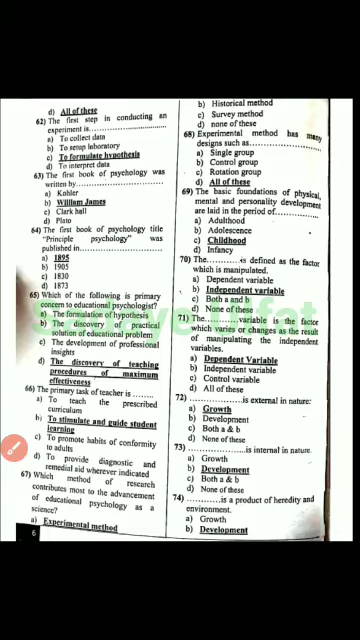 d) All of these
62) The first step in conducting an
experiment is..........................
a) To collect data
b) To setup laboratory
c) To formulate hypothesis
d) To interpret data
63) The first book of psychology was
written by............................
a) Kohler
b) William James
c) Clark hall
d) Plato
64) The first book of psychology title
"Principle psychology" was
published in..........................
a) 1895
b) 1905
c) 1830
d) 1873
65) Which of the following is primary
concern to educational psychologist?
a) The formulation of hypothesis
b) The discovery of practical
solution of educational problem
c) The development of professional
insights
d) The discovery of teaching
procedures of maximum
effectiveness
66) The primary task of teacher is ........
a) To teach the prescribed
curriculum
b) To stimulate and guide student
learning
c) To promote habits of conformity
to adults
d) To provide diagnostic and
remedial aid wherever indicated
67) Which method of research
contributes most to the advancement
of educational psychology as a
science?
a) Experimental method
6
b) Historical method
c) Survey method
d) none of these
68) Experimental method has many
designs such as........................
a) Single group
b) Control group
c) Rotation group
d) All of these
69) The basic foundations of physical,
mental and personality development
are laid in the period of..............
a) Adulthood
b) Adolescence
c) Childhood
d) Infancy
70) The............is defined as the factor
which is manipulated.
a) Dependent variable
b) Independent variable
c) Both a and b
d) None of these
71) The............variable is the factor
which varies or changes as the result
of manipulating the independent
variables.
a) Dependent Variable
b) Independent variable
c) Control variable
d) All of these
72) ..................is external in nature:
a) Growth
b) Development
c) Both a & b
d) None of these
73) ..................is internal in nature.
a) Growth
b) Development
c) Both a & b
d) None of these
74) ............is a product of heredity and
environment.
a) Growth
b) Development